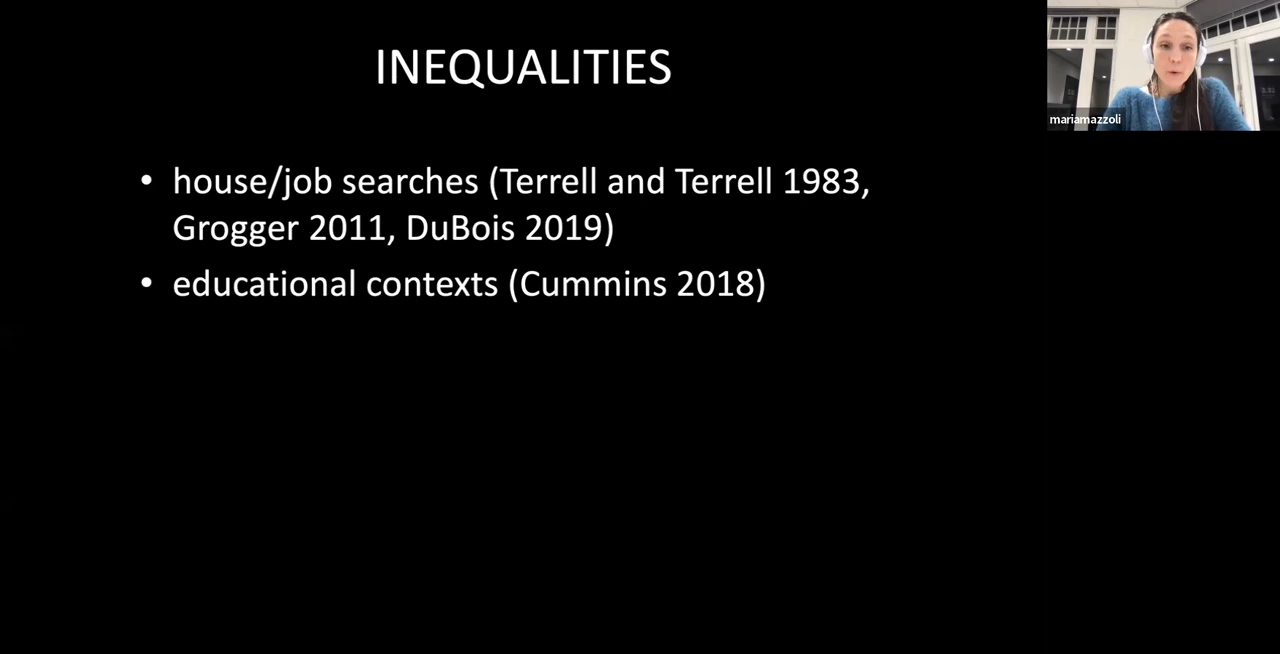 INEQUALITIES
mariamazzoli
• house/job searches (Terrell and Terrell 1983,
Grogger 2011, DuBois 2019)
• educational contexts (Cummins 2018)